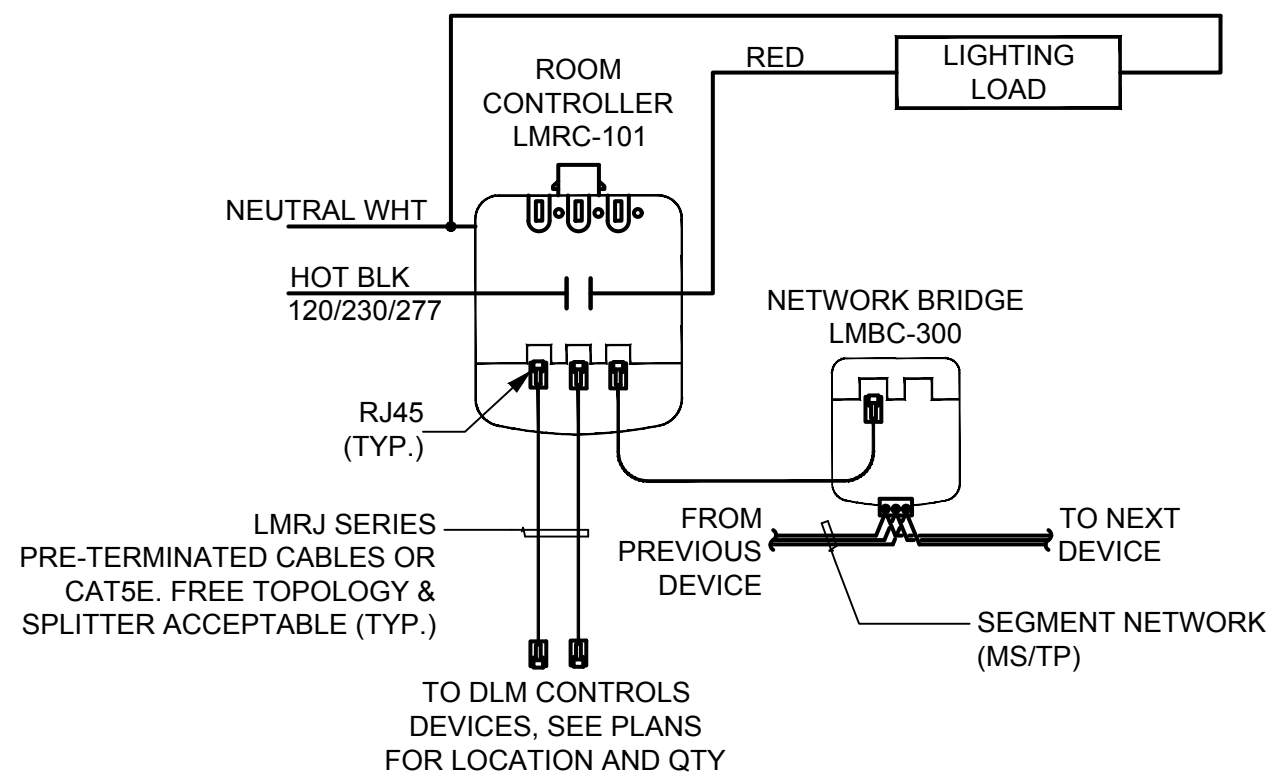 ROOM
CONTROLLER
LMRC-101
RED
LIGHTING
LOAD
NEUTRAL WHT
HOT BLK
120/230/277
NETWORK BRIDGE
LMBC-300
RJ45
(TYP.)
LMRJ SERIES
PRE-TERMINATED CABLES OR
CAT5E. FREE TOPOLOGY &
SPLITTER ACCEPTABLE (TYP.)
FROM
PREVIOUS
DEVICE
TO NEXT
DEVICE
SEGMENT NETWORK
(MS/TP)
TO DLM CONTROLS
DEVICES, SEE PLANS
FOR LOCATION AND QTY